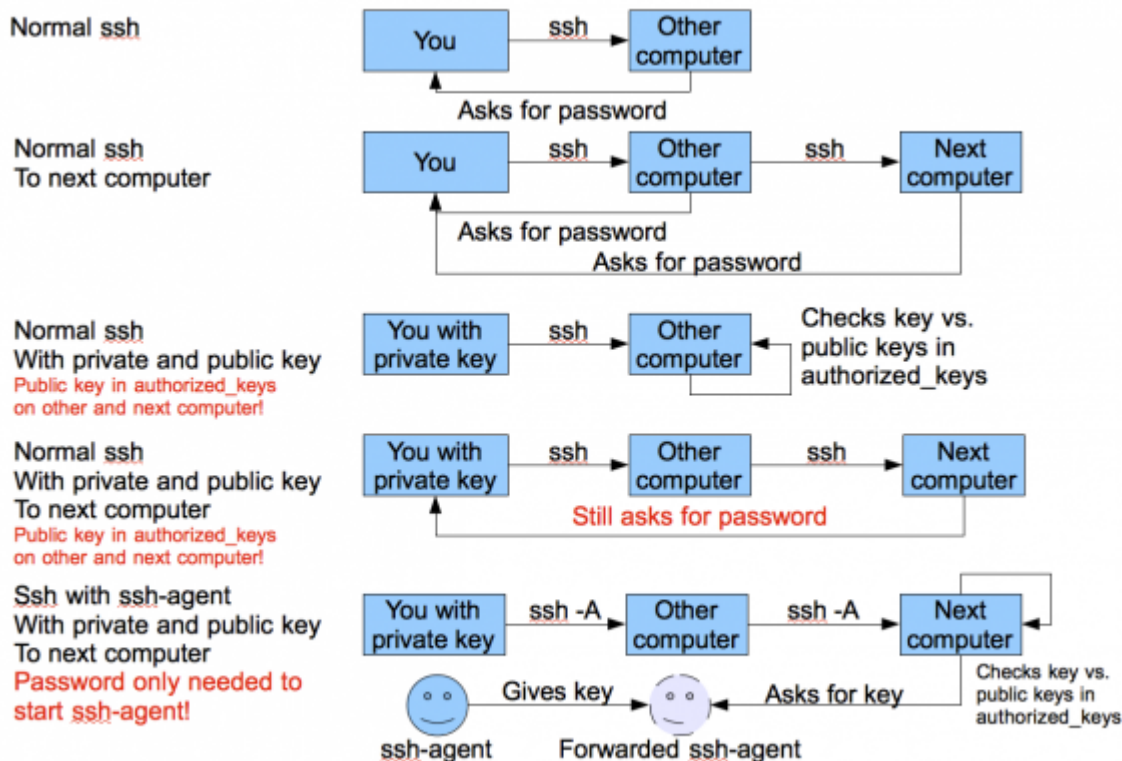 Normal ssh
You
ssh
Other
computer
Asks for password
Normal ssh
To next computer
You
ssh
Other
computer
ssh
Next
computer
Asks for password
Asks for password
Normal ssh
With private and public key
Public key in authorized_keys
on other and next computer!
You with
private key
ssh
Other
computer
Checks key vs.
public keys in
authorized_keys
Normal ssh
With private and public key
To next computer
Public key in authorized_keys
on other and next computer!
You with
private key
ssh
Other
computer
ssh
Next
computer
Still asks for password
Ssh with ssh-agent
With private and public key
To next computer
Password only needed to
start ssh-agent!
You with
private key
ssh -A
Other
computer
ssh -A
Next
computer
Checks key vs.
public keys in
authorized_keys
Gives key
Asks for key
ssh-agent
Forwarded ssh-agent